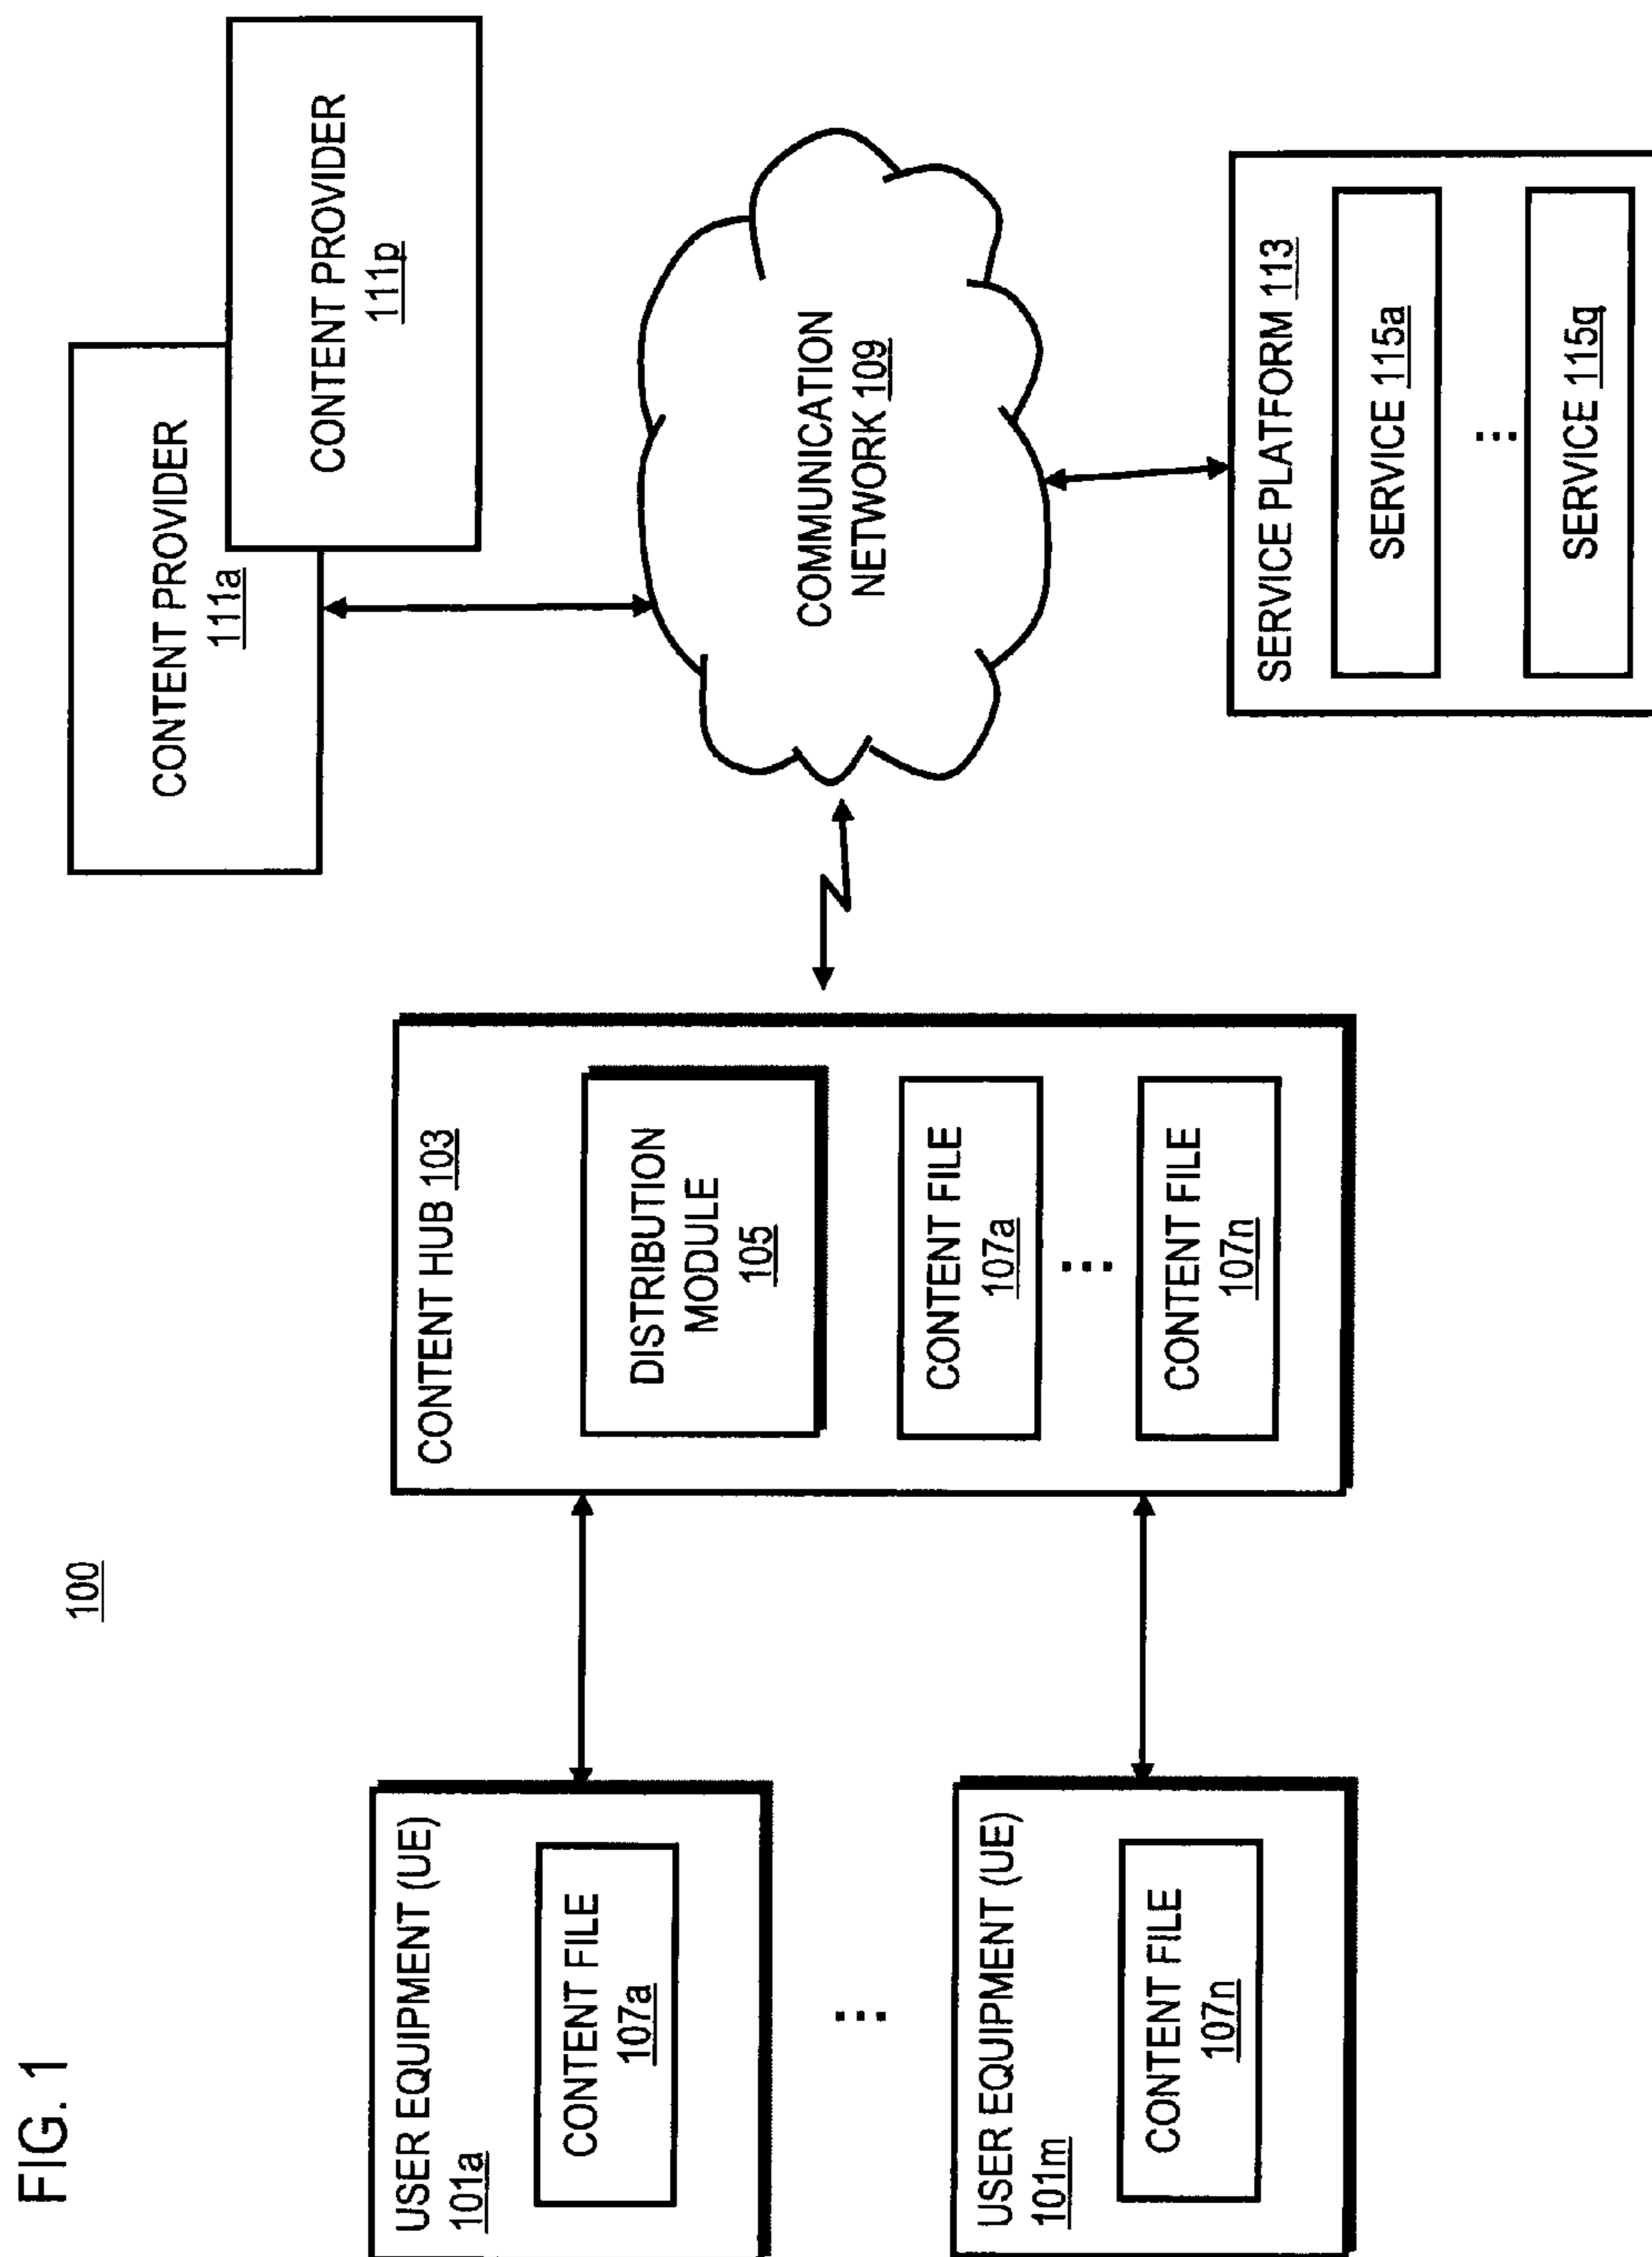 FIG. 1
100
USER EQUIPMENT (UE)
101a
CONTENT FILE
107a
...
USER EQUIPMENT (UE)
101m
CONTENT FILE
107n
CONTENT HUB 103
DISTRIBUTION
MODULE
105
CONTENT FILE
107a
...
CONTENT FILE
107n
CONTENT PROVIDER
111a
CONTENT PROVIDER
111p
COMMUNICATION
NETWORK 109
SERVICE PLATFORM 113
SERVICE 115a
...
SERVICE 115q